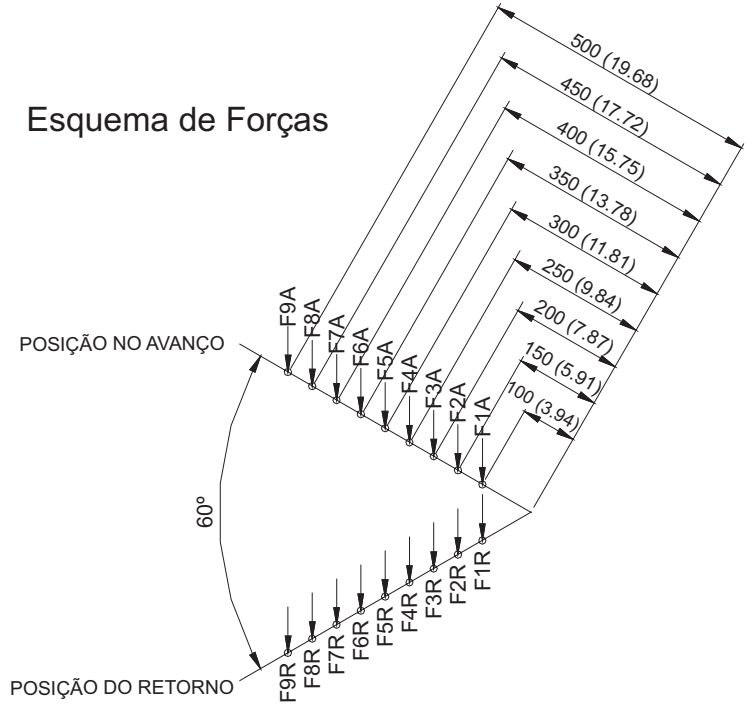 Esquema de Forças
500 (19.68)
450 (17.72)
400 (15.75)
350 (13.78)
300 (11.81)
250 (9.84)
200 (7.87)
150 (5.91)
100 (3.94)
POSIÇÃO NO AVANÇO
F9A
F8A
F7A
F6A
F5A
F4A
F3A
F2A
F1A
60º
F9R
F8R
F7R
F6R
F5R
F4R
F3R
F2R
F1R
POSIÇÃO DO RETORNO